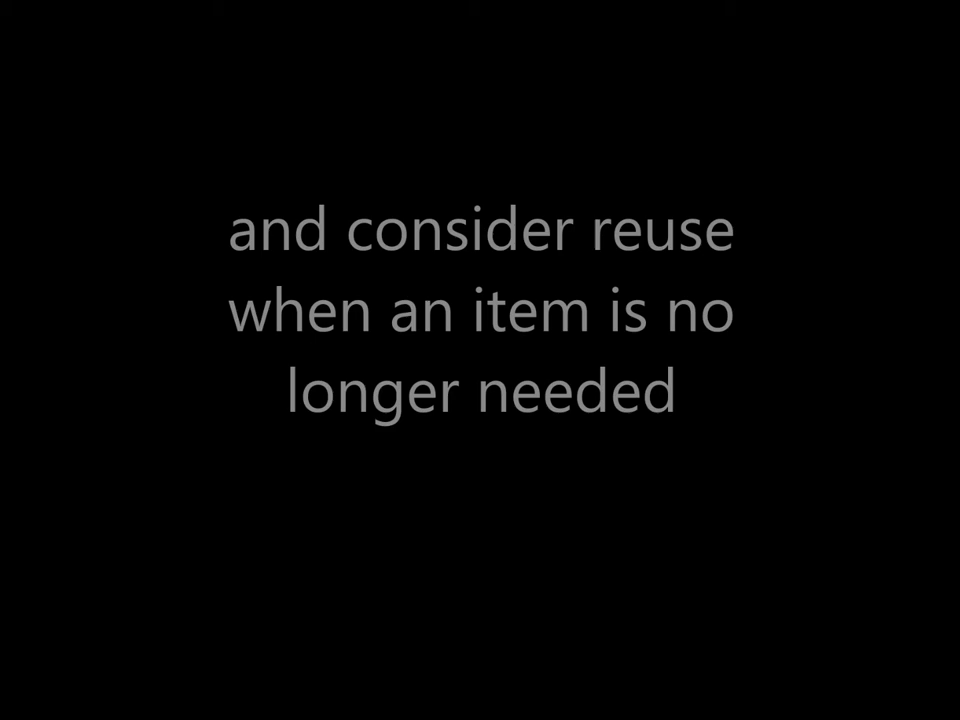 and consider reuse
when an item is no
longer needed